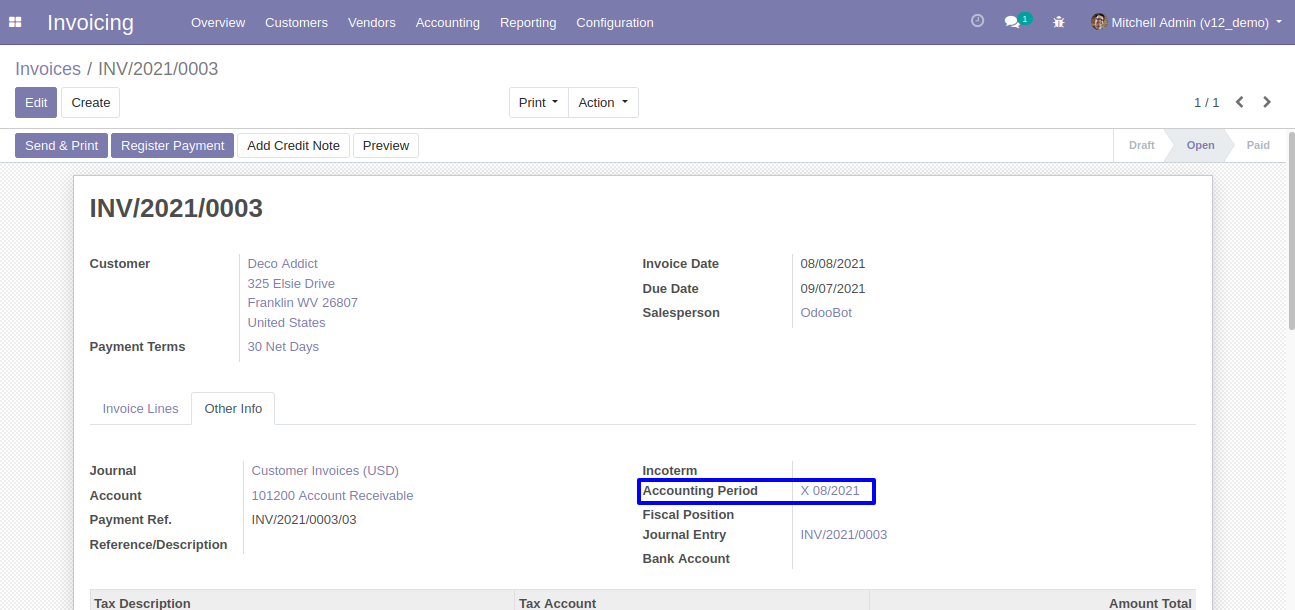 Invoicing Overview Customers Vendors Accounting Reporting Configuration 1 Mitchell Admin (v12_demo)
Invoices / INV/2021/0003
Edit Create Print Action 1 / 1
Send & Print Register Payment Add Credit Note Preview Draft Open Paid
INV/2021/0003
Customer Deco Addict
325 Elsie Drive
Franklin WV 26807
United States
Payment Terms 30 Net Days
Invoice Date 08/08/2021
Due Date 09/07/2021
Salesperson OdooBot
Invoice Lines Other Info
Journal Customer Invoices (USD)
Account 101200 Account Receivable
Payment Ref. INV/2021/0003/03
Reference/Description
Incoterm
Accounting Period X 08/2021
Fiscal Position
Journal Entry INV/2021/0003
Bank Account
Tax Description Tax Account Amount Total